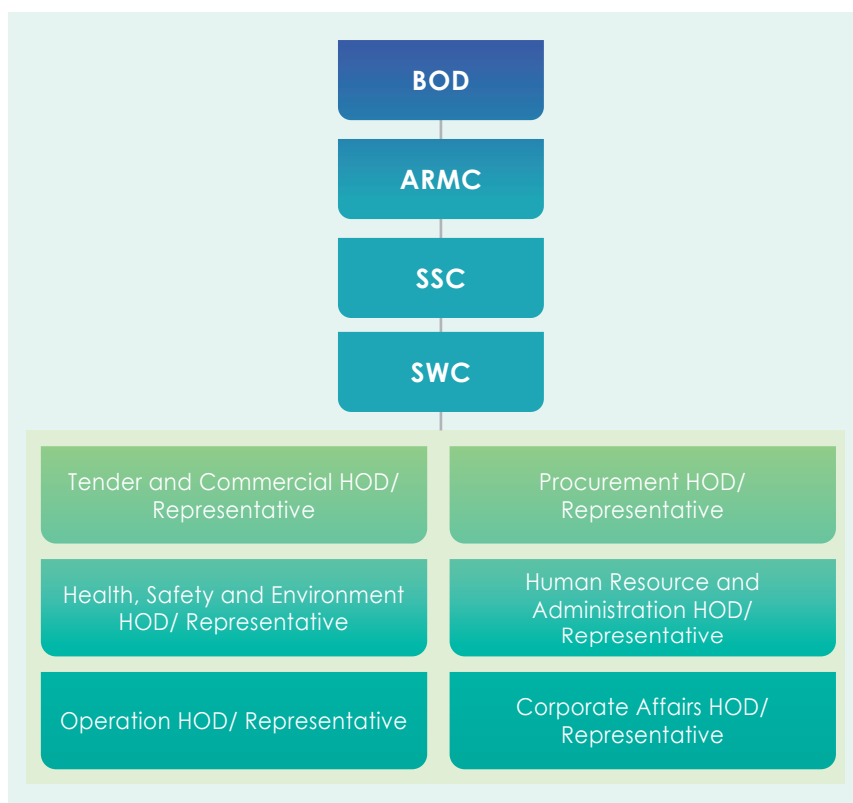 BOD
ARMC
SSC
SWC
Tender and Commercial HOD/
Representative
Procurement HOD/
Representative
Health, Safety and Environment
HOD/ Representative
Human Resource and
Administration HOD/
Representative
Operation HOD/ Representative
Corporate Affairs HOD/
Representative